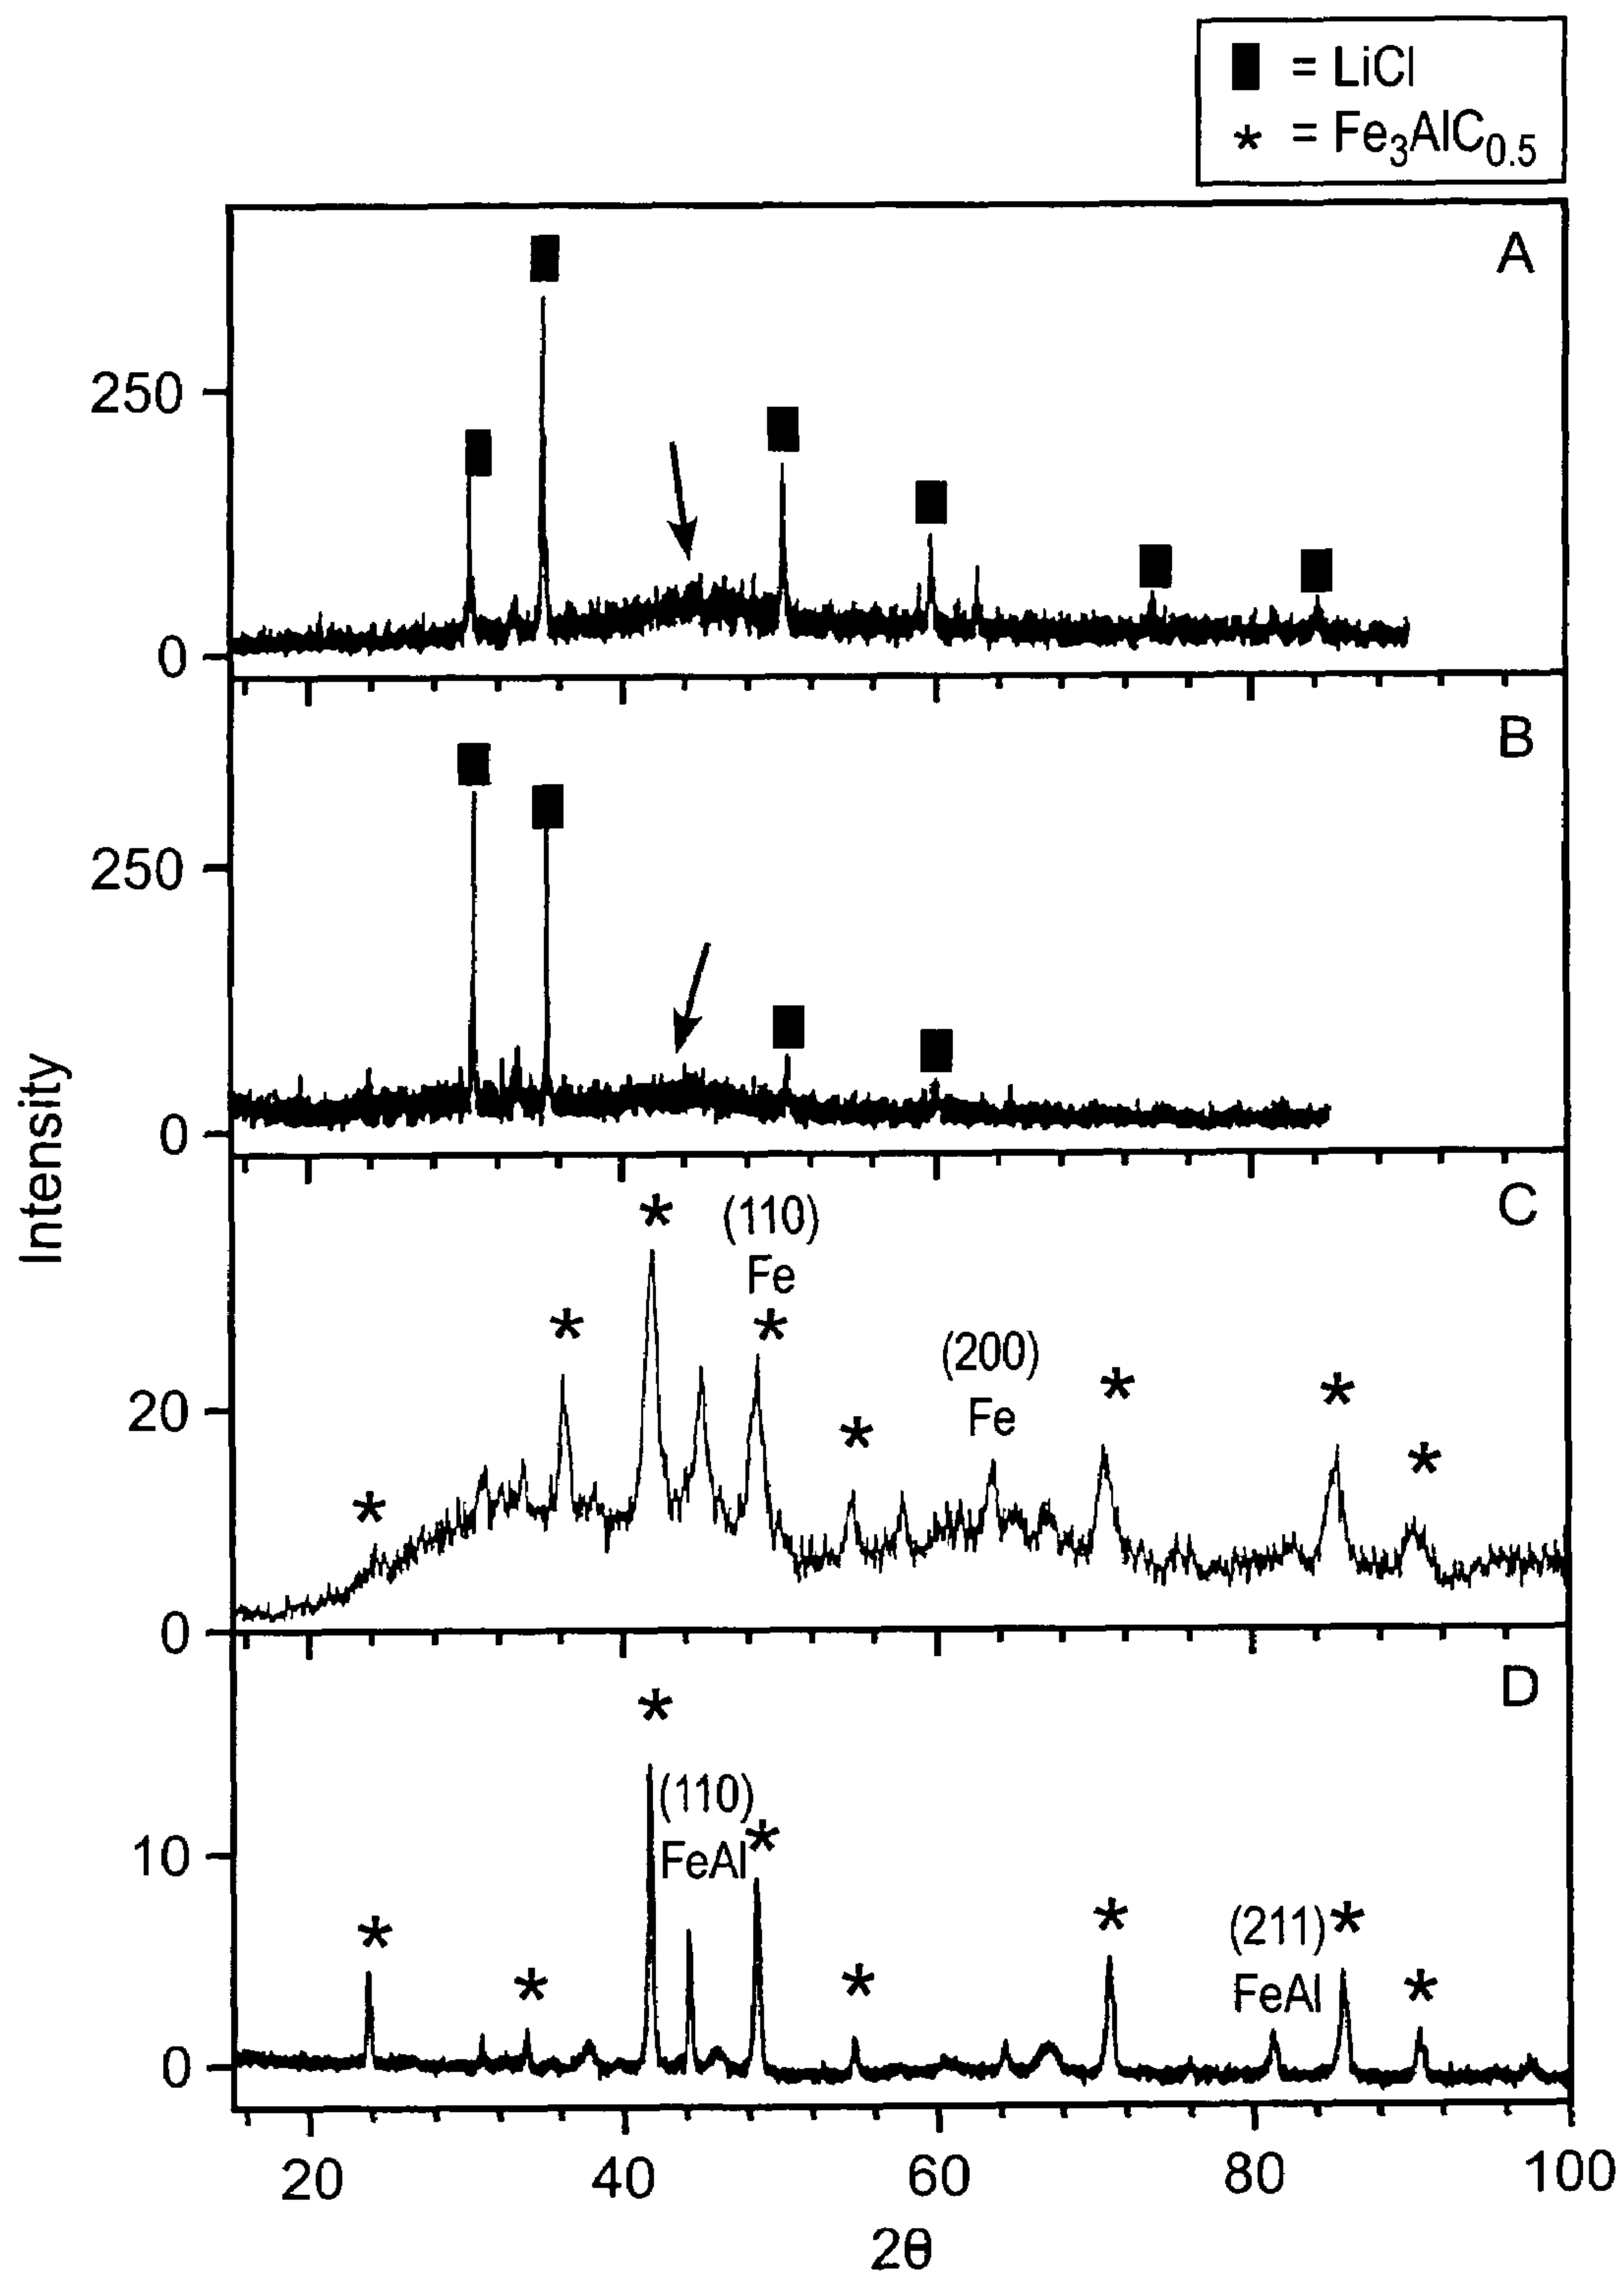 ■ = LiCl
* = Fe₃AlC₀.₅
A
250
0
B
250
0
Intensity
C
* (110)
Fe
* *
(200)
Fe
* * *
20
* *
0
D
*
(110)
FeAl *
10
* * * * (211) * *
FeAl
0
20 40 60 80 100
2θ